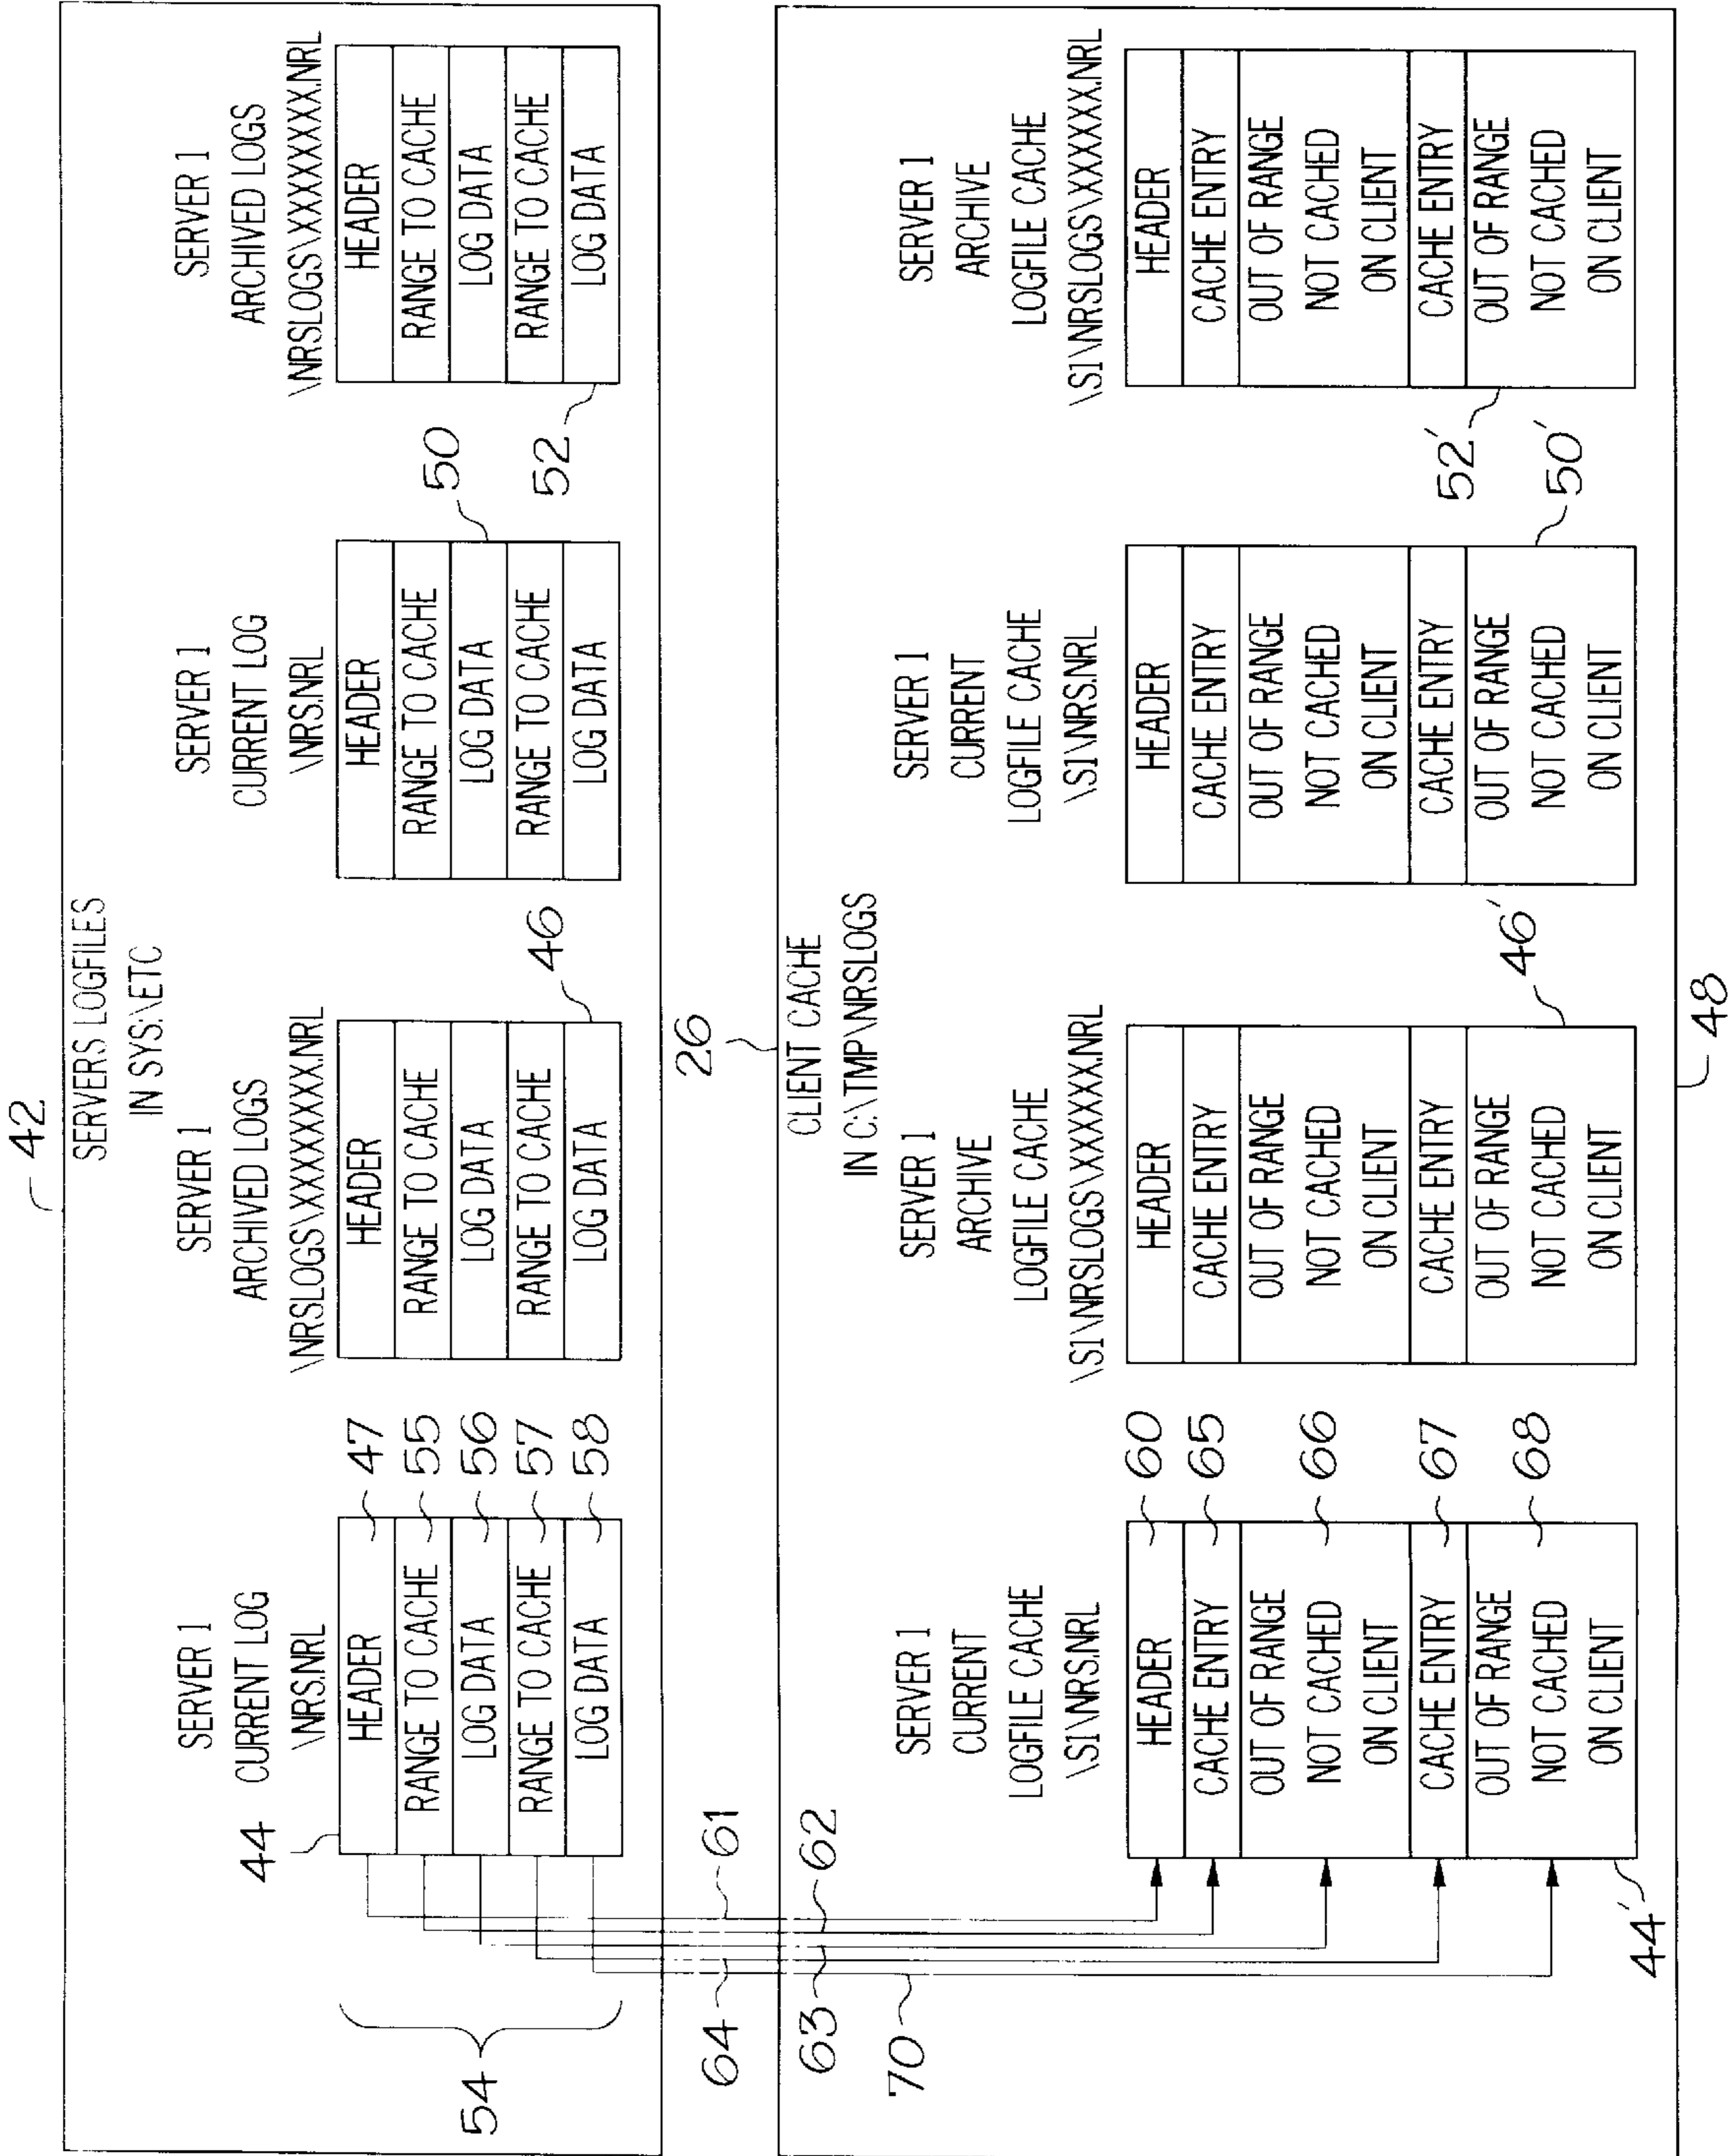 42
SERVERS LOGFILES
IN SYS:\ETC
SERVER 1
CURRENT LOG
\NRS.NRL
44
HEADER
RANGE TO CACHE
LOG DATA
RANGE TO CACHE
LOG DATA
47
55
56
57
58
54
SERVER 1
ARCHIVED LOGS
\NRSLOGS\XXXXXXX.NRL
HEADER
RANGE TO CACHE
LOG DATA
RANGE TO CACHE
LOG DATA
46
SERVER 1
CURRENT LOG
\NRS.NRL
HEADER
RANGE TO CACHE
LOG DATA
RANGE TO CACHE
LOG DATA
50
SERVER 1
ARCHIVED LOGS
\NRSLOGS\XXXXXXX.NRL
HEADER
RANGE TO CACHE
LOG DATA
RANGE TO CACHE
LOG DATA
52
64
61
63
62
70
26
CLIENT CACHE
IN C:\TMP\NRSLOGS
SERVER 1
CURRENT
LOGFILE CACHE
\S1\NRS.NRL
HEADER
CACHE ENTRY
OUT OF RANGE
NOT CACHED
ON CLIENT
CACHE ENTRY
OUT OF RANGE
NOT CACHED
ON CLIENT
60
65
66
67
68
44'
SERVER 1
ARCHIVE
LOGFILE CACHE
\S1\NRSLOGS\XXXXX.NRL
HEADER
CACHE ENTRY
OUT OF RANGE
NOT CACHED
ON CLIENT
CACHE ENTRY
OUT OF RANGE
NOT CACHED
ON CLIENT
46'
SERVER 1
CURRENT
LOGFILE CACHE
\S1\NRS.NRL
HEADER
CACHE ENTRY
OUT OF RANGE
NOT CACHED
ON CLIENT
CACHE ENTRY
OUT OF RANGE
NOT CACHED
ON CLIENT
50'
SERVER 1
ARCHIVE
LOGFILE CACHE
\S1\NRSLOGS\XXXXX.NRL
HEADER
CACHE ENTRY
OUT OF RANGE
NOT CACHED
ON CLIENT
CACHE ENTRY
OUT OF RANGE
NOT CACHED
ON CLIENT
52'
48